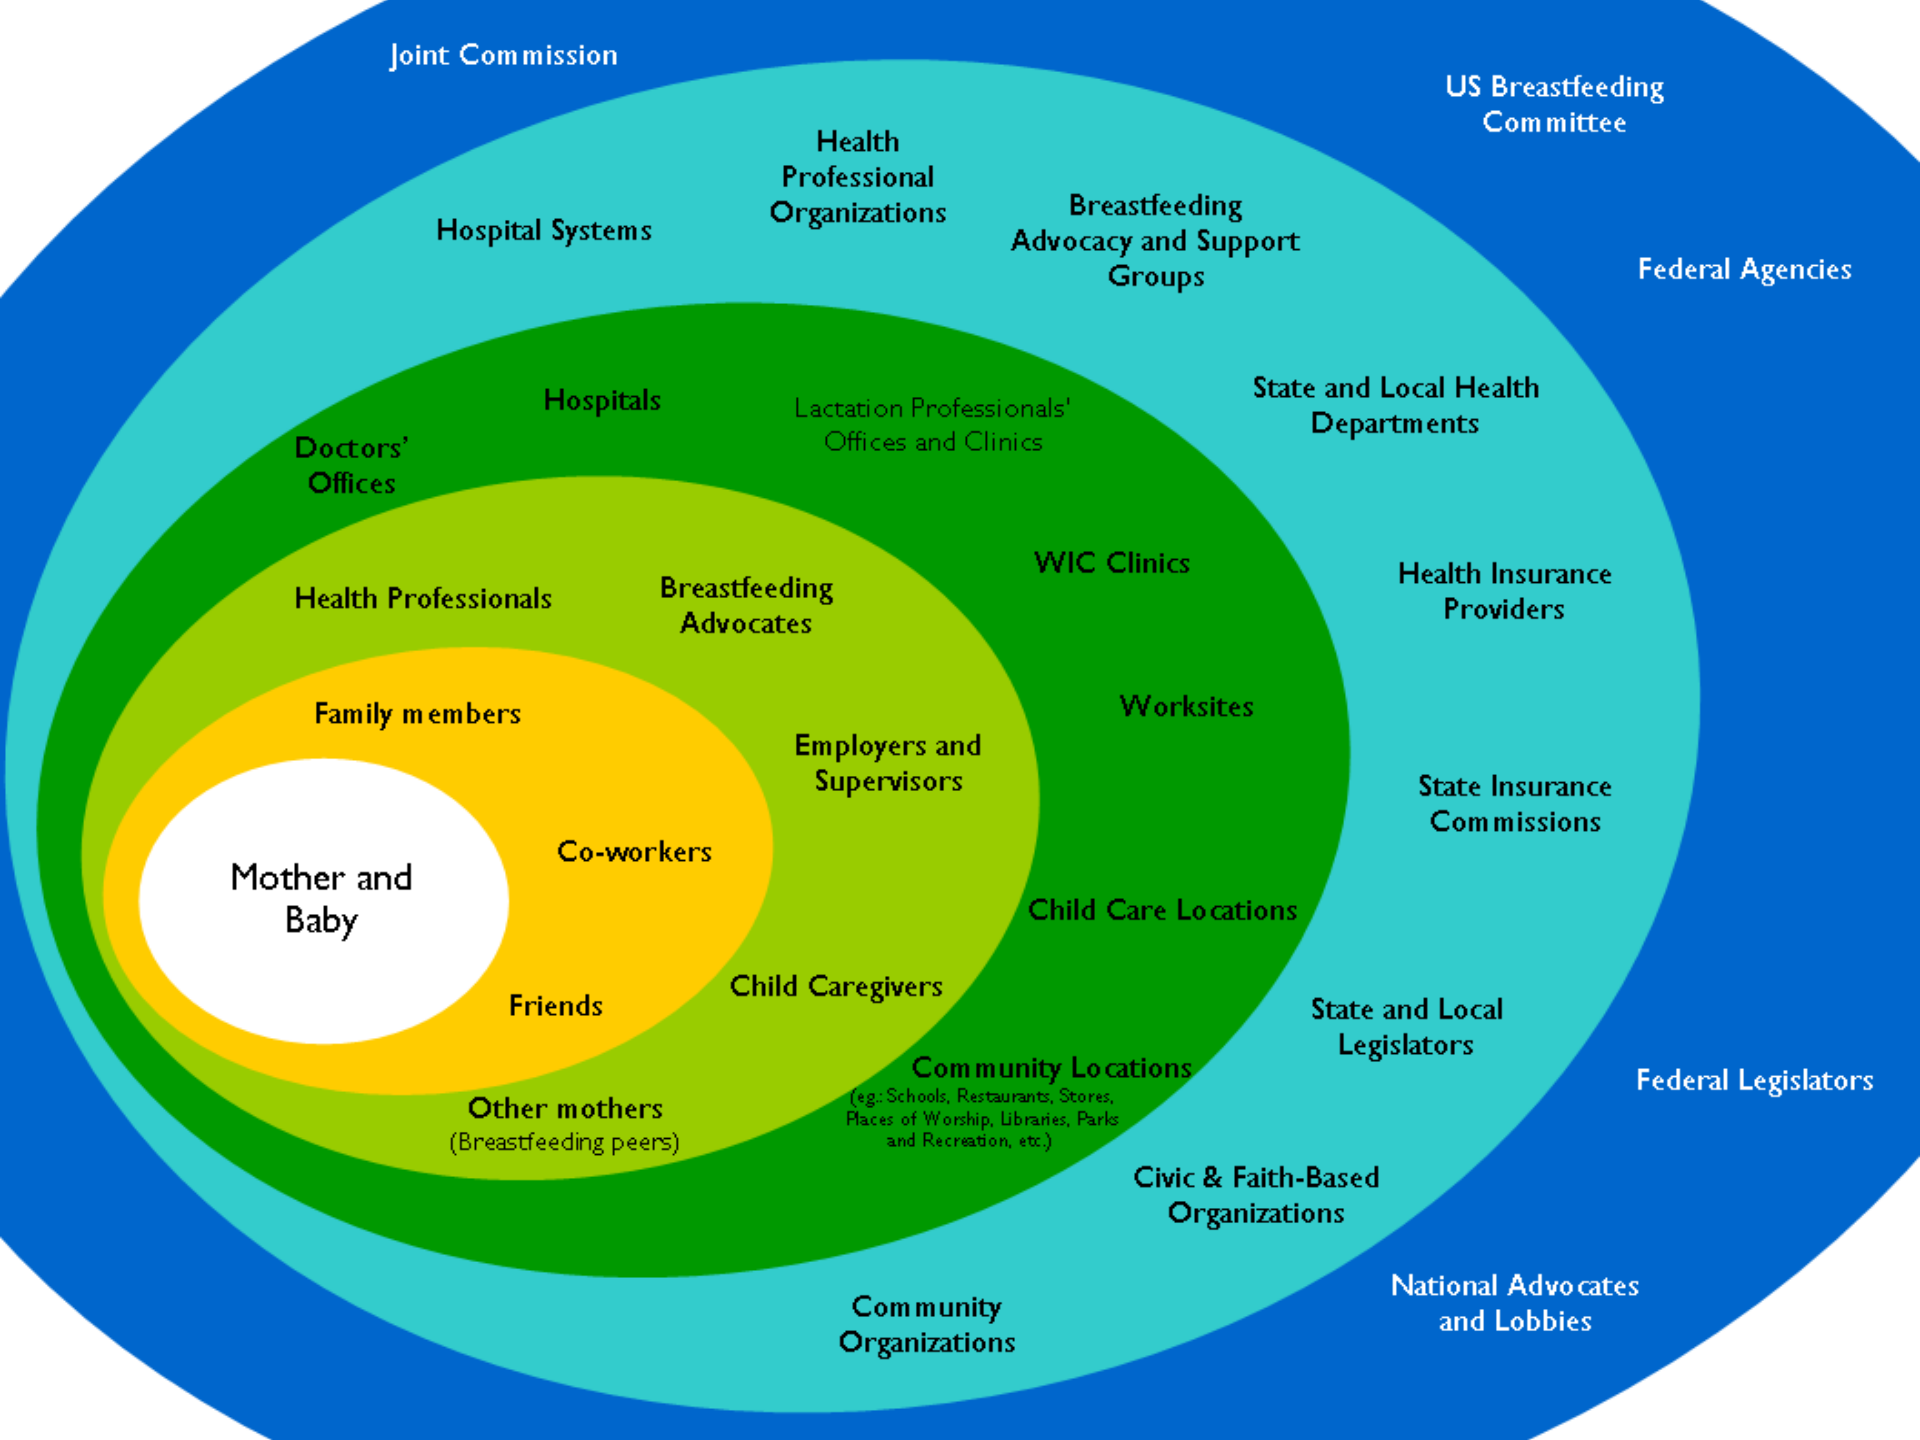 Joint Commission
US Breastfeeding
Committee
Health
Professional
Organizations
Hospital Systems
Breastfeeding
Advocacy and Support
Groups
Federal Agencies
Hospitals
Lactation Professionals'
Offices and Clinics
State and Local Health
Departments
Doctors’
Offices
WIC Clinics
Health Insurance
Providers
Health Professionals
Breastfeeding
Advocates
Family members
Worksites
Employers and
Supervisors
State Insurance
Commissions
Co-workers
Mother and
Baby
Child Care Locations
Child Caregivers
Friends
State and Local
Legislators
Federal Legislators
Community Locations
(eg.: Schools, Restaurants, Stores,
Places of Worship, Libraries, Parks
and Recreation, etc.)
Other mothers
(Breastfeeding peers)
Civic & Faith-Based
Organizations
National Advocates
and Lobbies
Community
Organizations